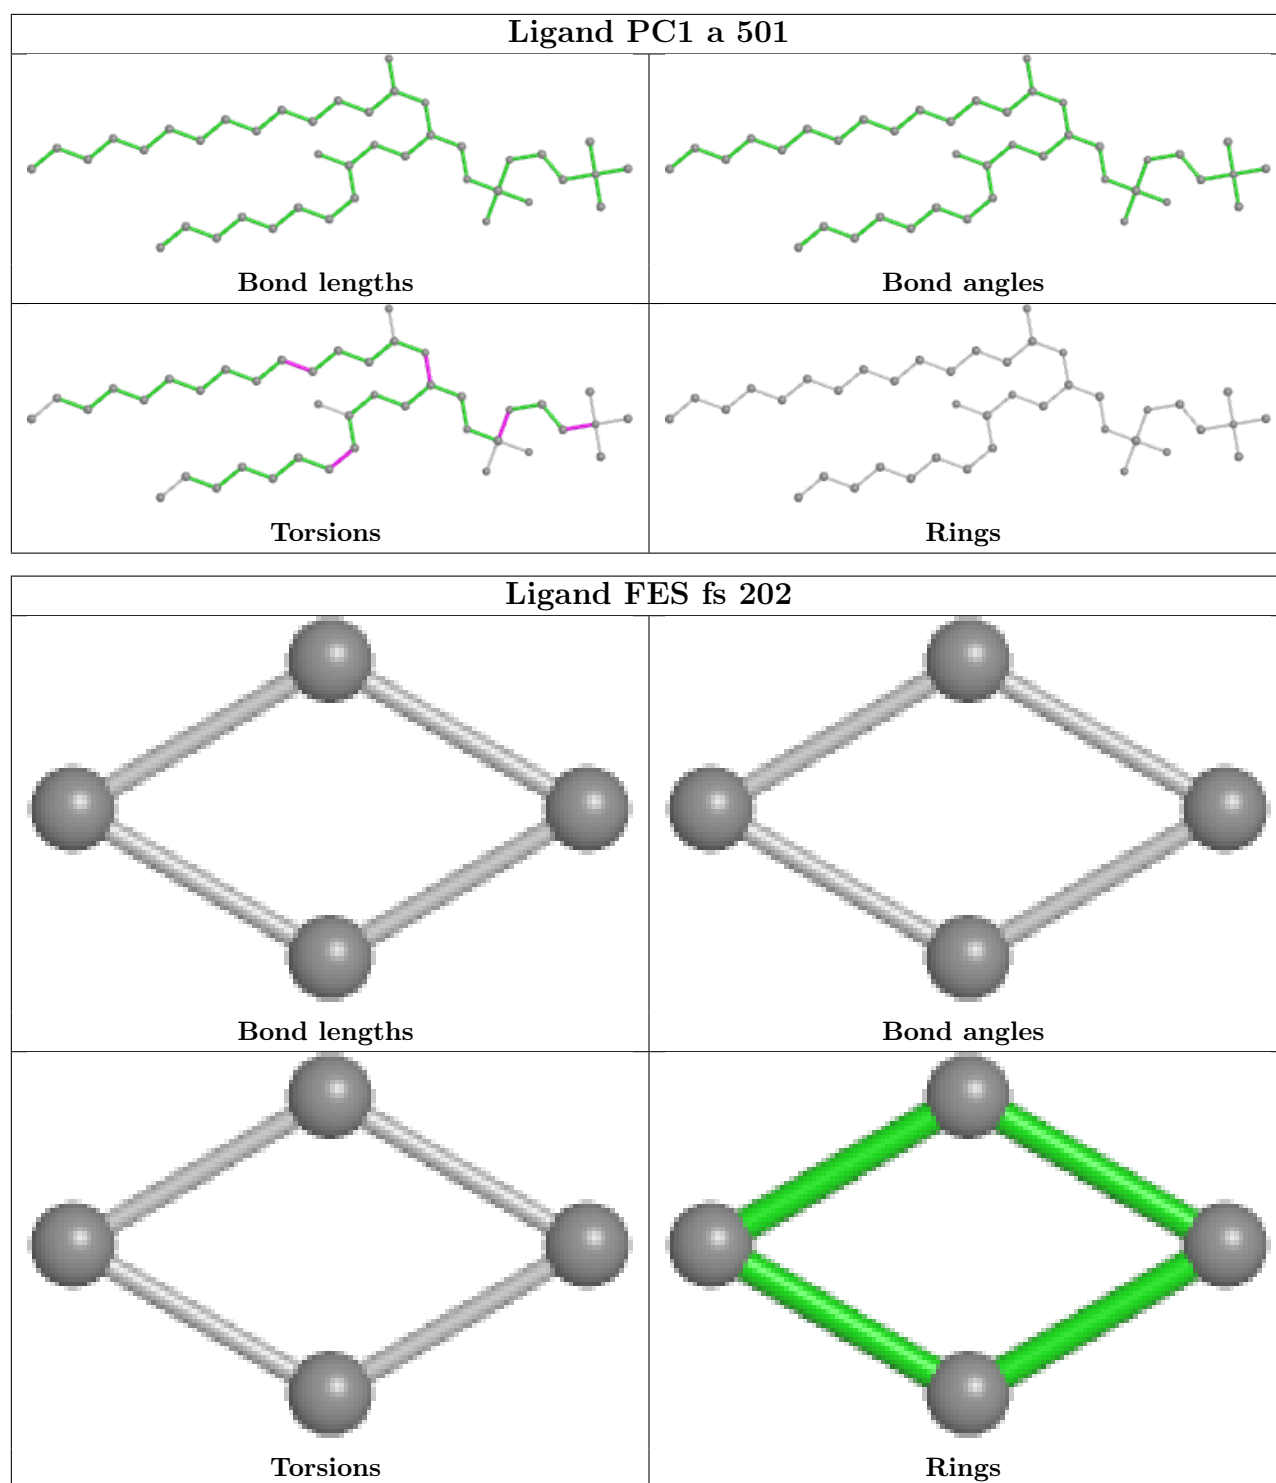 Ligand PC1 a 501
Bond lengths
Bond angles
Torsions
Rings
Ligand FES fs 202
Bond lengths
Bond angles
Torsions
Rings